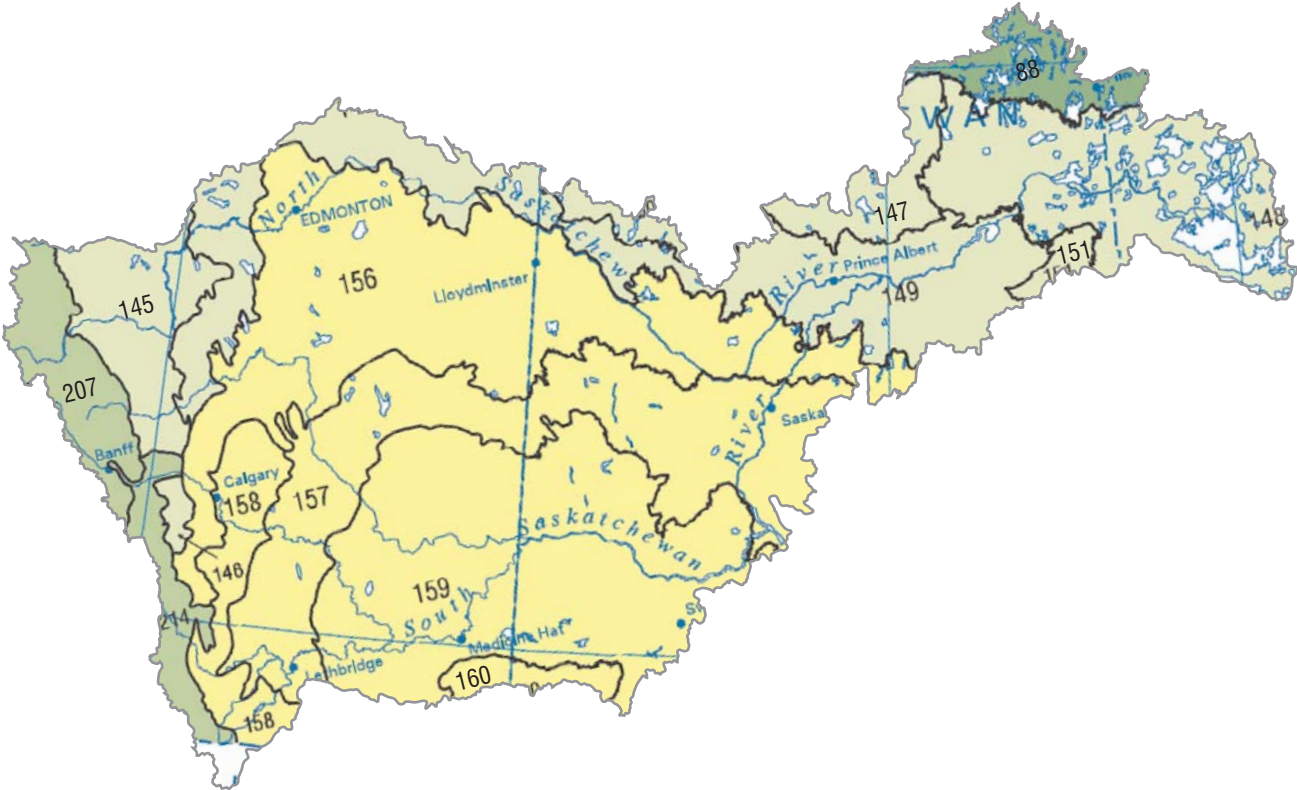 88
WAN
North
Saskatchewan
EDMONTON
147
148
River
Prince Albert
151
156
Lloydminster
149
145
207
River
Saska
Banff
Calgary
158
157
Saskatchewan
146
159
South
214
Medicine Hat
Lethbridge
160
158